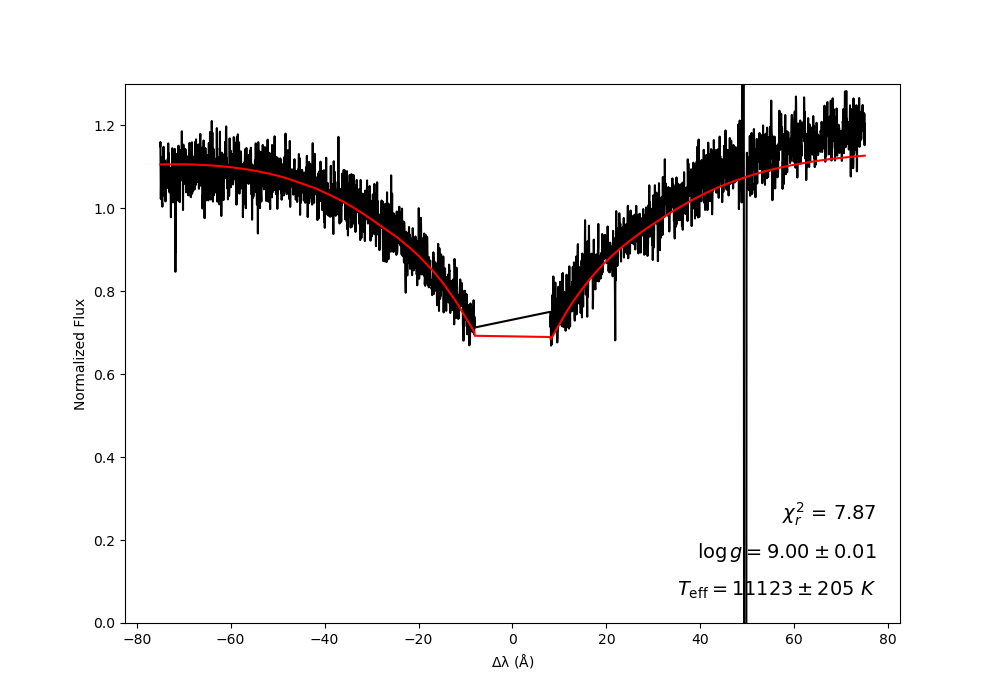 1.2
1.0
0.8
0.6
0.4
0.2
0.0
Normalized Flux
χ²ᵣ = 7.87
log g = 9.00 ± 0.01
T_eff = 11123 ± 205 K
−80 −60 −40 −20 0 20 40 60 80
Δλ (Å)